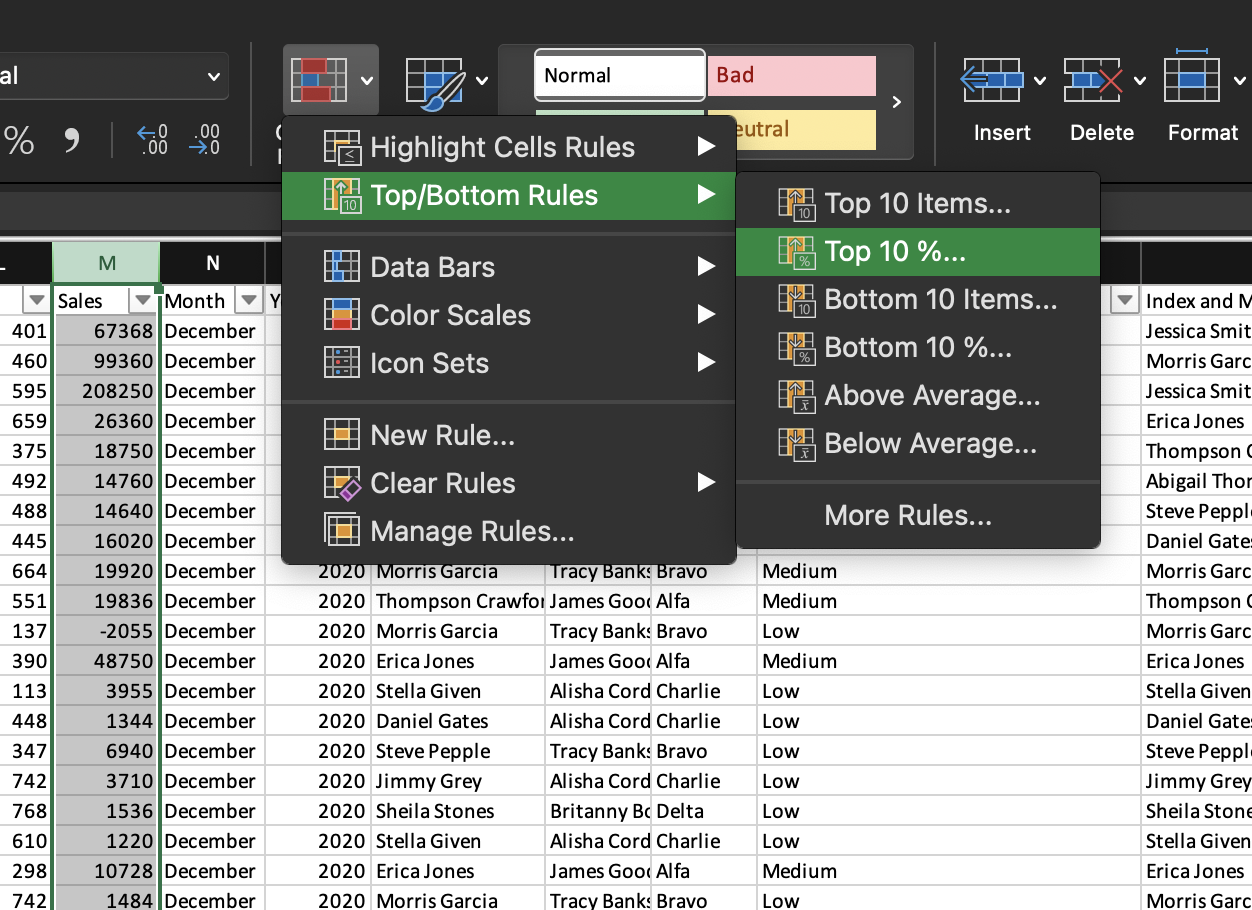 al
Normal
Bad
% , .00 .00
Insert Delete Format
Highlight Cells Rules
Top/Bottom Rules
Data Bars
Color Scales
Icon Sets
New Rule...
Clear Rules
Manage Rules...
Top 10 Items...
Top 10 %...
Bottom 10 Items...
Bottom 10 %...
Above Average...
Below Average...
More Rules...
M N
Sales Month Index and M
401 67368 December Jessica Smit
460 99360 December Morris Garc
595 208250 December Jessica Smit
659 26360 December Erica Jones
375 18750 December Thompson C
492 14760 December Abigail Thor
488 14640 December Steve Peppl
445 16020 December Daniel Gate
664 19920 December 2020 Morris Garcia Tracy Banks Bravo Medium Morris Garc
551 19836 December 2020 Thompson Crawfor James Good Alfa Medium Thompson C
137 -2055 December 2020 Morris Garcia Tracy Banks Bravo Low Morris Garc
390 48750 December 2020 Erica Jones James Good Alfa Medium Erica Jones
113 3955 December 2020 Stella Given Alisha Cord Charlie Low Stella Given
448 1344 December 2020 Daniel Gates Alisha Cord Charlie Low Daniel Gate
347 6940 December 2020 Steve Pepple Tracy Banks Bravo Low Steve Peppl
742 3710 December 2020 Jimmy Grey Alisha Cord Charlie Low Jimmy Grey
768 1536 December 2020 Sheila Stones Britanny Bo Delta Low Sheila Stone
610 1220 December 2020 Stella Given Alisha Cord Charlie Low Stella Given
298 10728 December 2020 Erica Jones James Good Alfa Medium Erica Jones
742 1484 December 2020 Morris Garcia Tracy Banks Bravo Low Morris Garc